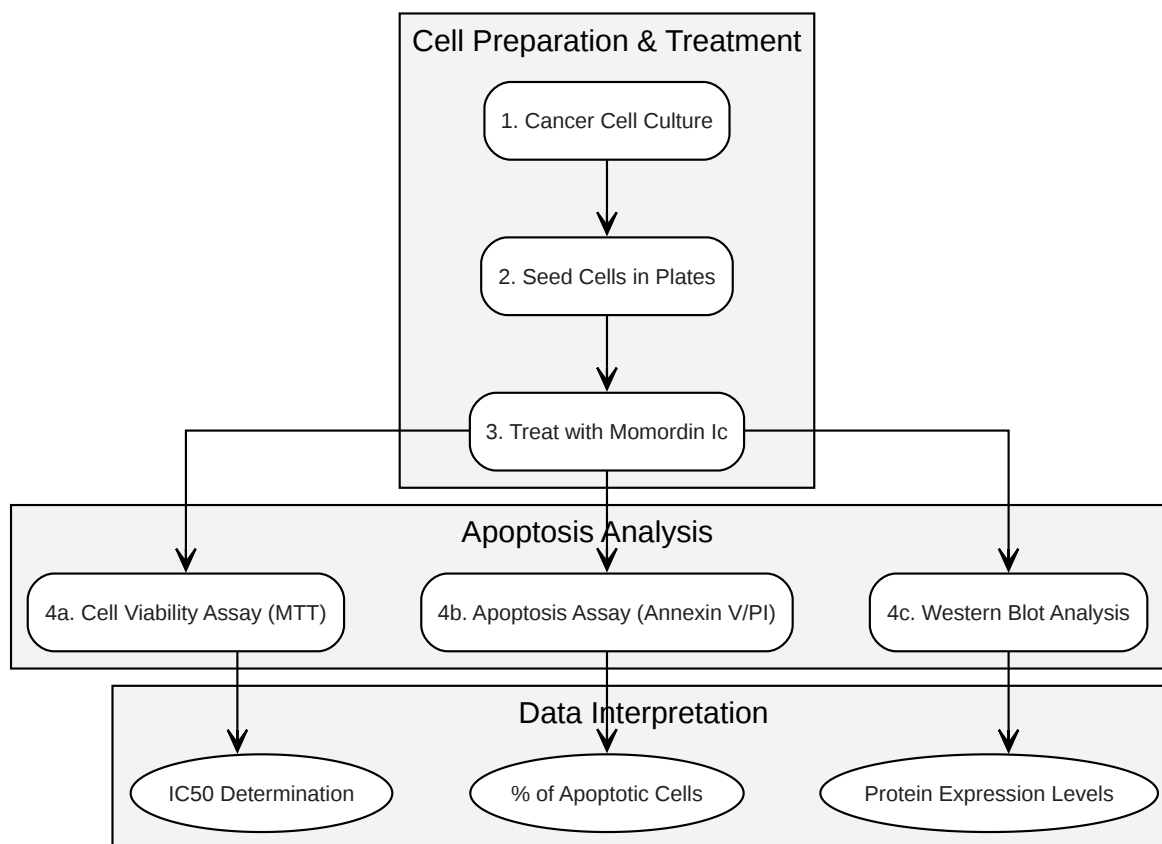 Cell Preparation & Treatment
1. Cancer Cell Culture
2. Seed Cells in Plates
3. Treat with Momordin Ic
Apoptosis Analysis
4a. Cell Viability Assay (MTT)
4b. Apoptosis Assay (Annexin V/PI)
4c. Western Blot Analysis
Data Interpretation
IC50 Determination
% of Apoptotic Cells
Protein Expression Levels